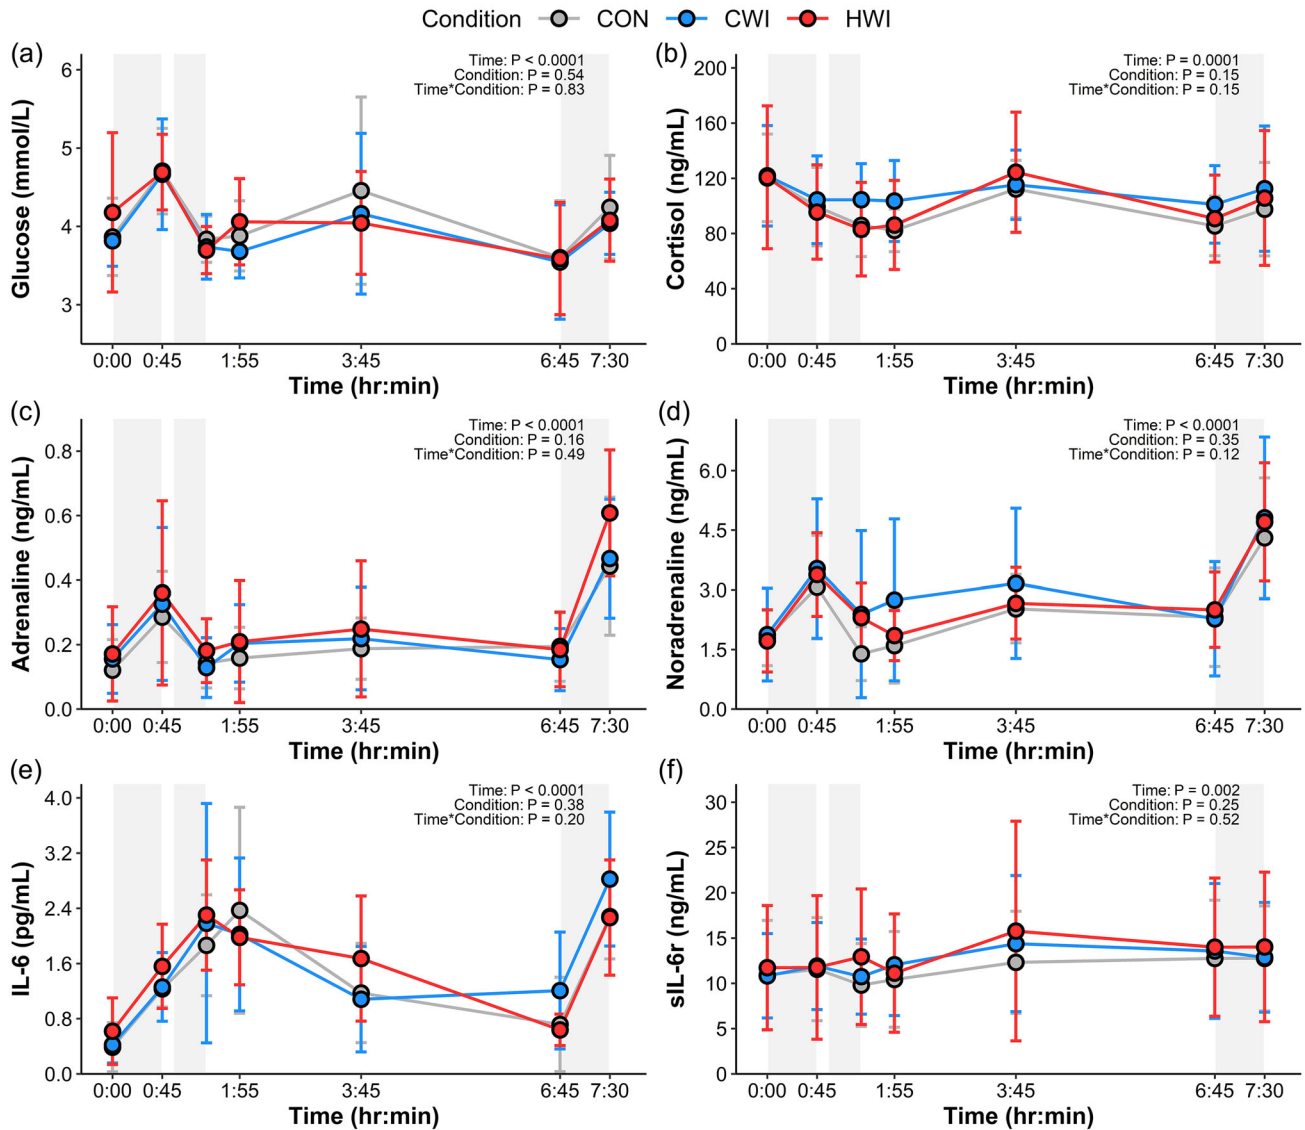 Condition CON CWI HWI
(a)
Time: P < 0.0001
Condition: P = 0.54
Time*Condition: P = 0.83
Glucose (mmol/L)
6
5
4
3
0:00 0:45 1:55 3:45 6:45 7:30
Time (hr:min)
(b)
Time: P = 0.0001
Condition: P = 0.15
Time*Condition: P = 0.15
Cortisol (ng/mL)
200
160
120
80
40
0
0:00 0:45 1:55 3:45 6:45 7:30
Time (hr:min)
(c)
Time: P < 0.0001
Condition: P = 0.16
Time*Condition: P = 0.49
Adrenaline (ng/mL)
0.8
0.6
0.4
0.2
0.0
0:00 0:45 1:55 3:45 6:45 7:30
Time (hr:min)
(d)
Time: P < 0.0001
Condition: P = 0.35
Time*Condition: P = 0.12
Noradrenaline (ng/mL)
6.0
4.5
3.0
1.5
0.0
0:00 0:45 1:55 3:45 6:45 7:30
Time (hr:min)
(e)
Time: P < 0.0001
Condition: P = 0.38
Time*Condition: P = 0.20
IL-6 (pg/mL)
4.0
3.2
2.4
1.6
0.8
0.0
0:00 0:45 1:55 3:45 6:45 7:30
Time (hr:min)
(f)
Time: P = 0.002
Condition: P = 0.25
Time*Condition: P = 0.52
sIL-6r (ng/mL)
30
25
20
15
10
5
0
0:00 0:45 1:55 3:45 6:45 7:30
Time (hr:min)